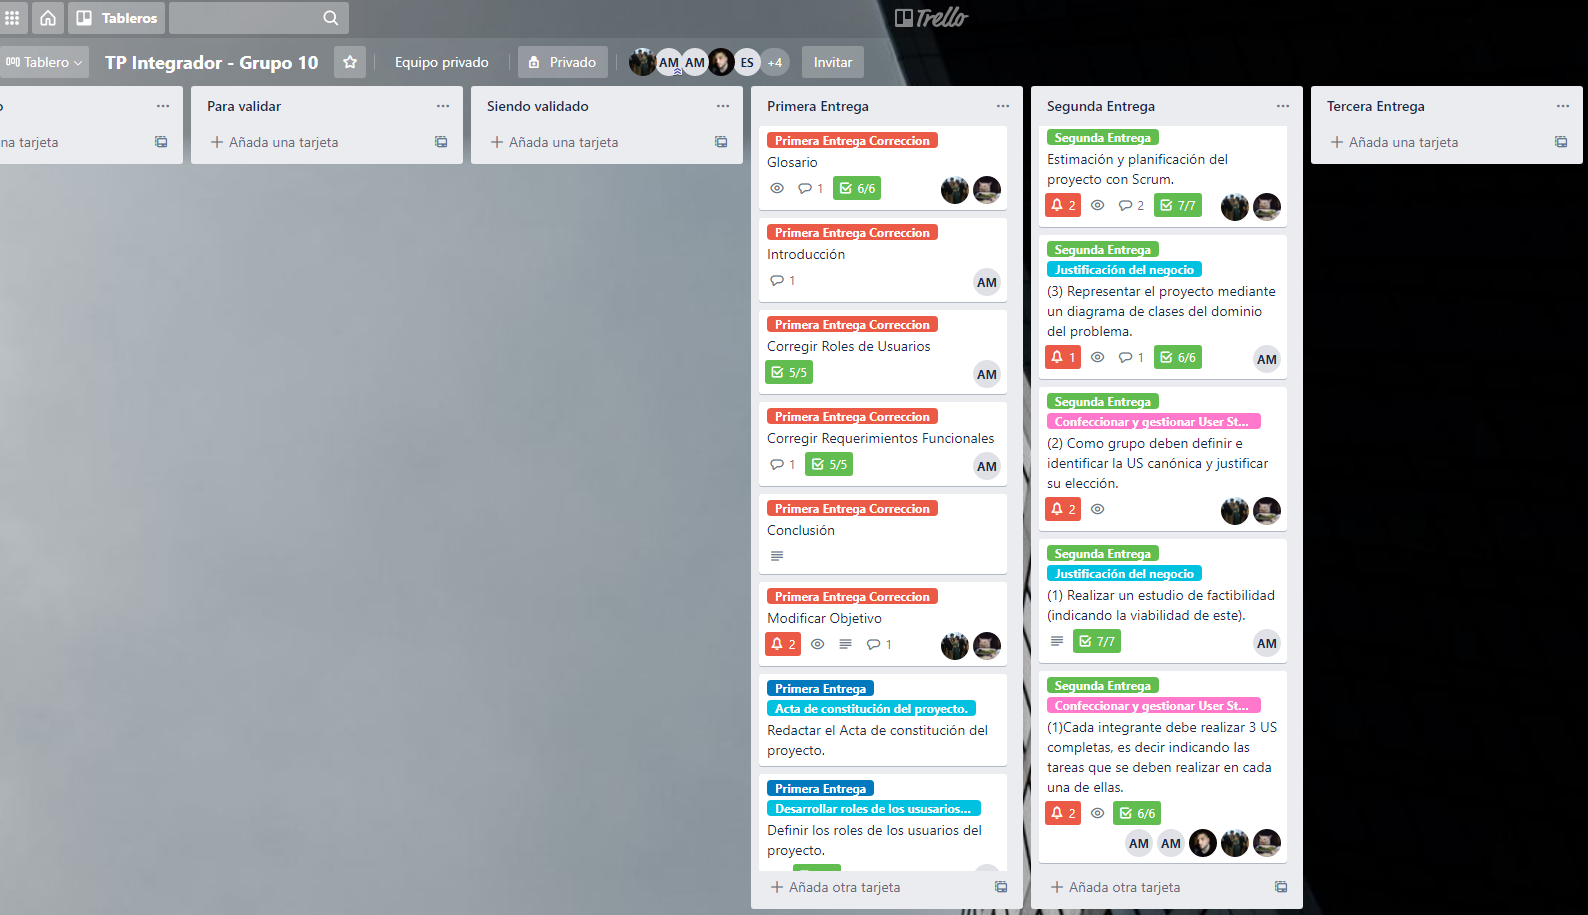 Tableros
Trello
Tablero
TP Integrador - Grupo 10
Equipo privado
Privado
AM
AM
ES
+4
Invitar
o
na tarjeta
Para validar
Añada una tarjeta
Siendo validado
Añada una tarjeta
Primera Entrega
Primera Entrega Correccion
Glosario
1
6/6
Primera Entrega Correccion
Introducción
1
AM
Primera Entrega Correccion
Corregir Roles de Usuarios
5/5
AM
Primera Entrega Correccion
Corregir Requerimientos Funcionales
1
5/5
AM
Primera Entrega Correccion
Conclusión
Primera Entrega Correccion
Modificar Objetivo
2
1
Primera Entrega
Acta de constitución del proyecto.
Redactar el Acta de constitución del
proyecto.
Primera Entrega
Desarrollar roles de los ususarios...
Definir los roles de los usuarios del
proyecto.
Añada otra tarjeta
Segunda Entrega
Segunda Entrega
Estimación y planificación del
proyecto con Scrum.
2
2
7/7
Segunda Entrega
Justificación del negocio
(3) Representar el proyecto mediante
un diagrama de clases del dominio
del problema.
1
1
6/6
AM
Segunda Entrega
Confeccionar y gestionar User St...
(2) Como grupo deben definir e
identificar la US canónica y justificar
su elección.
2
Segunda Entrega
Justificación del negocio
(1) Realizar un estudio de factibilidad
(indicando la viabilidad de este).
7/7
AM
Segunda Entrega
Confeccionar y gestionar User St...
(1)Cada integrante debe realizar 3 US
completas, es decir indicando las
tareas que se deben realizar en cada
una de ellas.
2
6/6
AM
AM
Añada otra tarjeta
Tercera Entrega
Añada una tarjeta